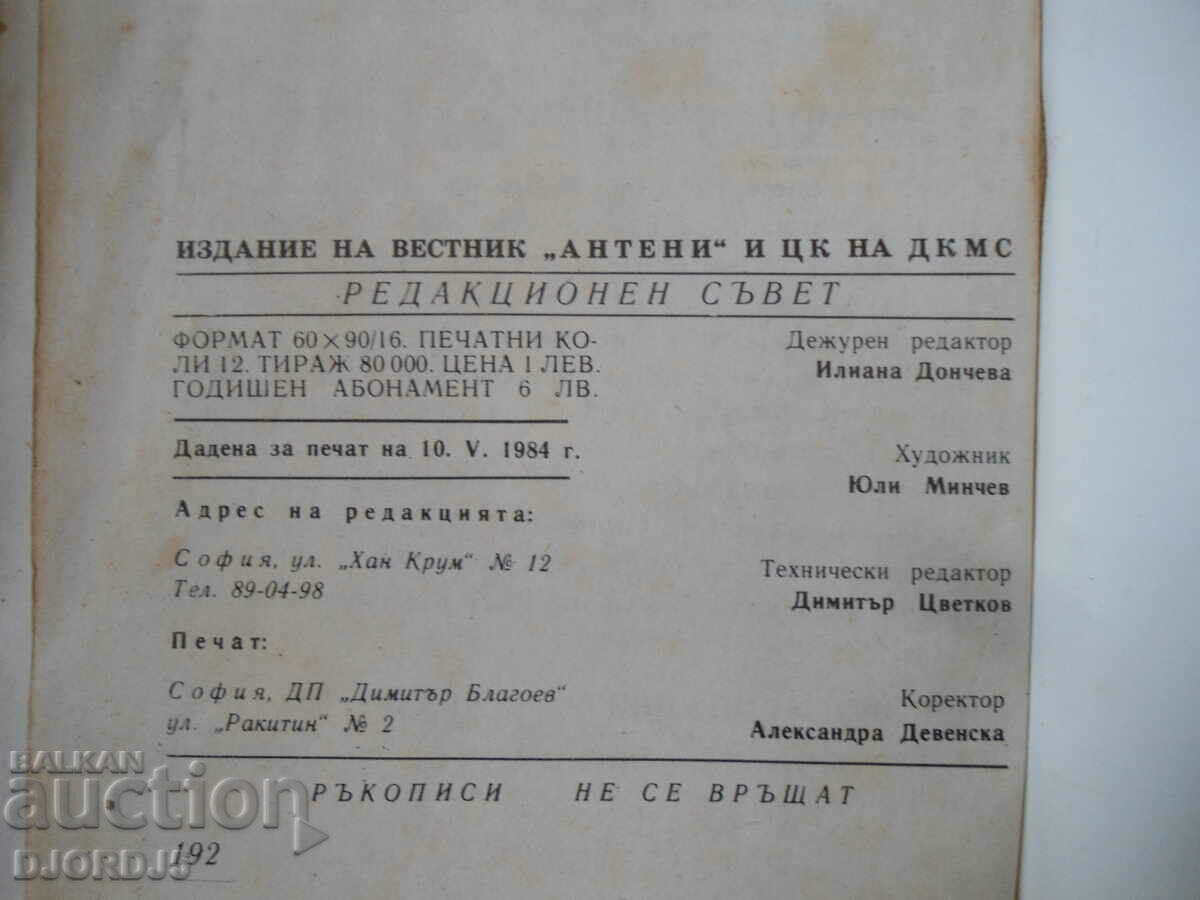 ИЗДАНИЕ НА ВЕСТНИК „АНТЕНИ“ И ЦК НА ДКМС
РЕДАКЦИОНЕН СЪВЕТ
ФОРМАТ 60×90/16. ПЕЧАТНИ КО-
ЛИ 12. ТИРАЖ 80 000. ЦЕНА 1 ЛЕВ.
ГОДИШЕН АБОНАМЕНТ 6 ЛВ.
Дадена за печат на 10. V. 1984 г.
Адрес на редакцията:
София, ул. „Хан Крум“ № 12
Тел. 89-04-98
Печат:
София, ДП „Димитър Благоев“
ул. „Ракитин“ № 2
Дежурен редактор
Илиана Дончева
Художник
Юли Минчев
Технически редактор
Димитър Цветков
Коректор
Александра Девенска
РЪКОПИСИ НЕ СЕ ВРЪЩАТ
192
BALKAN
auction
DJORDJ5